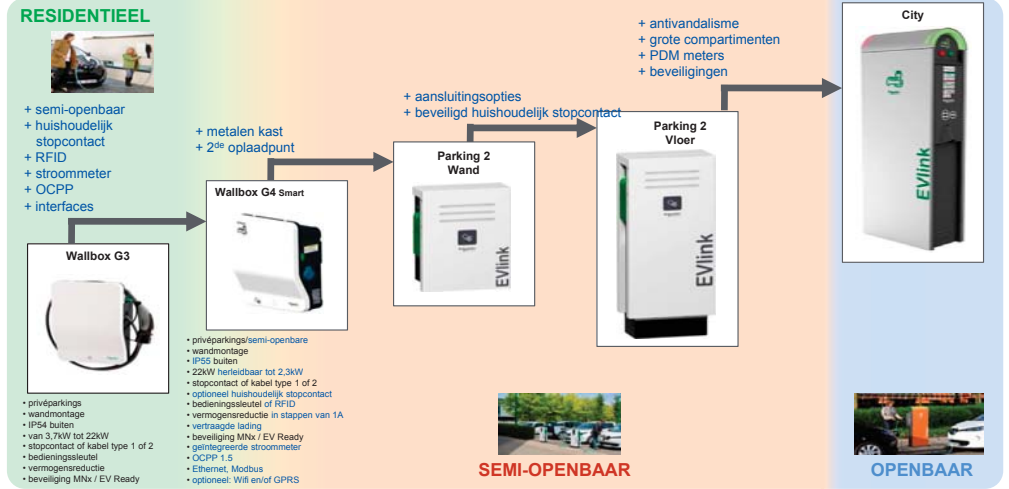 RESIDENTIEEL
+ semi-openbaar
+ huishoudelijk
stopcontact
+ RFID
+ stroommeter
+ OCPP
+ interfaces
Wallbox G3
• privéparkings
• wandmontage
• IP54 buiten
• van 3,7kW tot 22kW
• stopcontact of kabel type 1 of 2
• bedieningssleutel
• vermogensreductie
• beveiliging MNx / EV Ready
+ metalen kast
+ 2de oplaadpunt
Wallbox G4 Smart
• privéparkings/semi-openbare
• wandmontage
• IP55 buiten
• 22kW herleidbaar tot 2,3kW
• stopcontact of kabel type 1 of 2
• optioneel huishoudelijk stopcontact
• bedieningssleutel of RFID
• vermogensreductie in stappen van 1A
• vertraagde lading
• beveiliging MNx / EV Ready
• geïntegreerde stroommeter
• OCPP 1.5
• Ethernet, Modbus
• optioneel: Wifi en/of GPRS
+ aansluitingsopties
+ beveiligd huishoudelijk stopcontact
Parking 2
Wand
EVlink
+ antivandalisme
+ grote compartimenten
+ PDM meters
+ beveiligingen
Parking 2
Vloer
EVlink
City
EVlink
SEMI-OPENBAAR
OPENBAAR